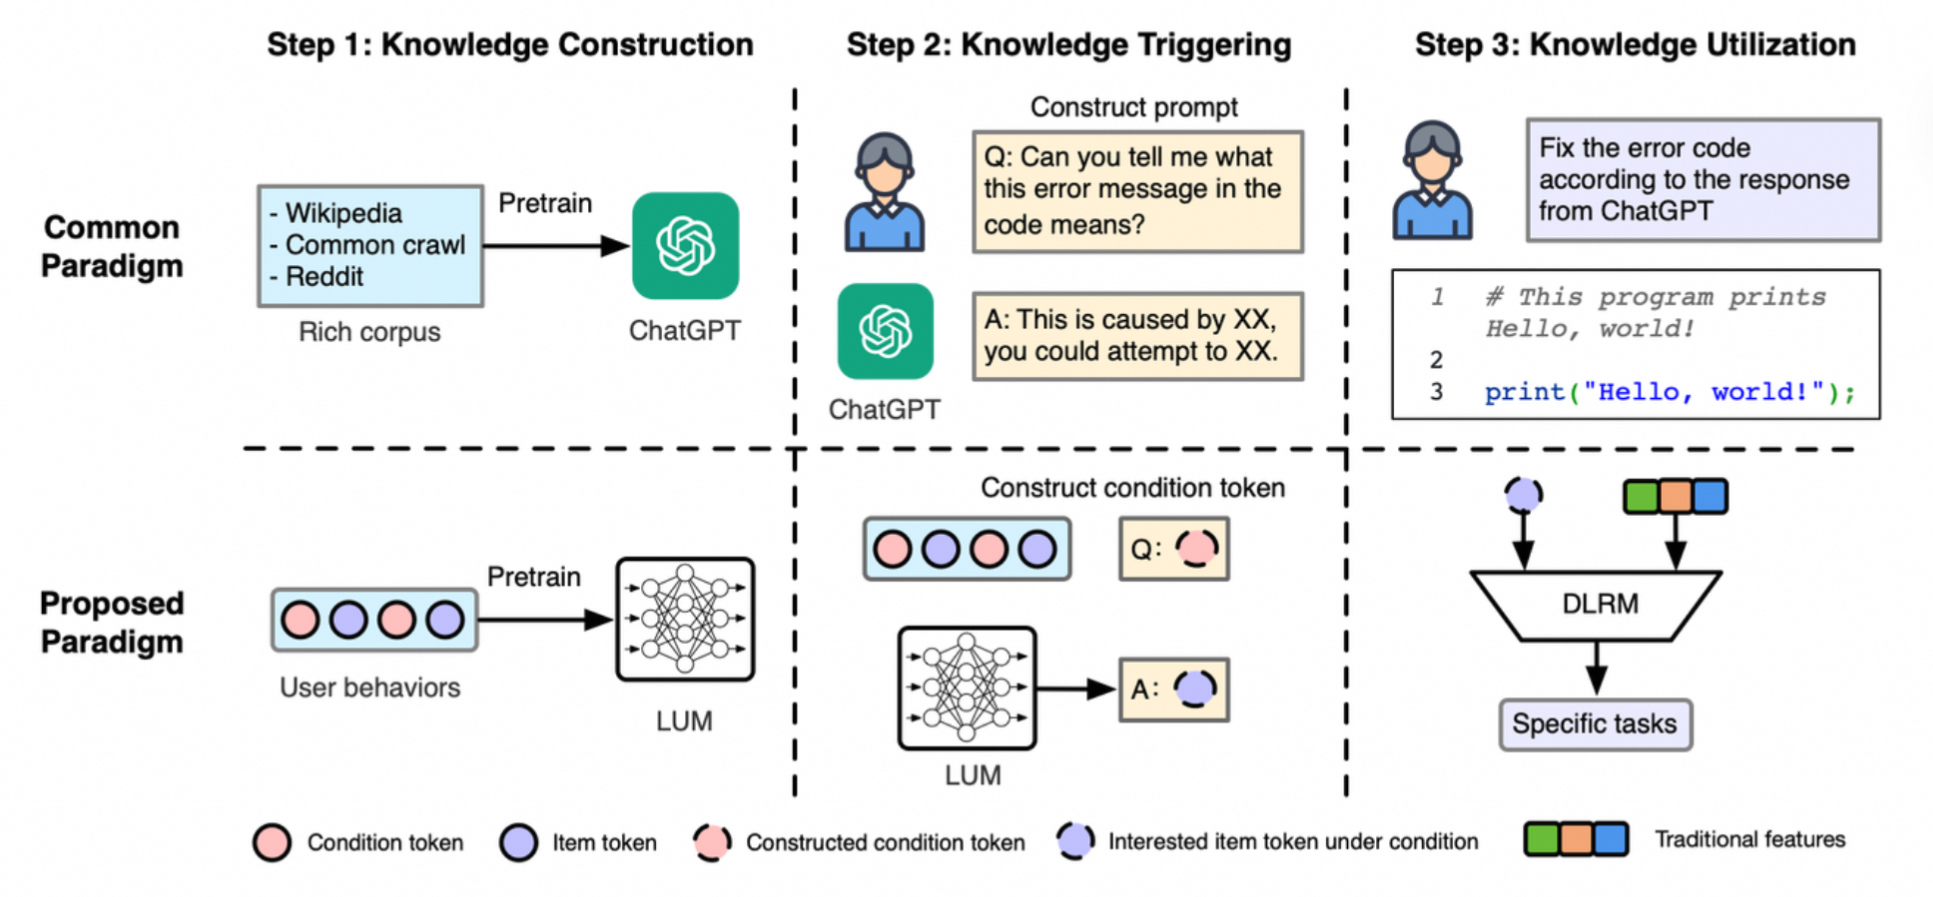 Step 1: Knowledge Construction
Step 2: Knowledge Triggering
Step 3: Knowledge Utilization
Common
Paradigm
- Wikipedia
- Common crawl
- Reddit
Rich corpus
Pretrain
ChatGPT
Construct prompt
Q: Can you tell me what
this error message in the
code means?
A: This is caused by XX,
you could attempt to XX.
ChatGPT
Fix the error code
according to the response
from ChatGPT
1 # This program prints
Hello, world!
2
3 print("Hello, world!");
Proposed
Paradigm
User behaviors
Pretrain
LUM
Construct condition token
Q:
A:
LUM
DLRM
Specific tasks
Condition token
Item token
Constructed condition token
Interested item token under condition
Traditional features